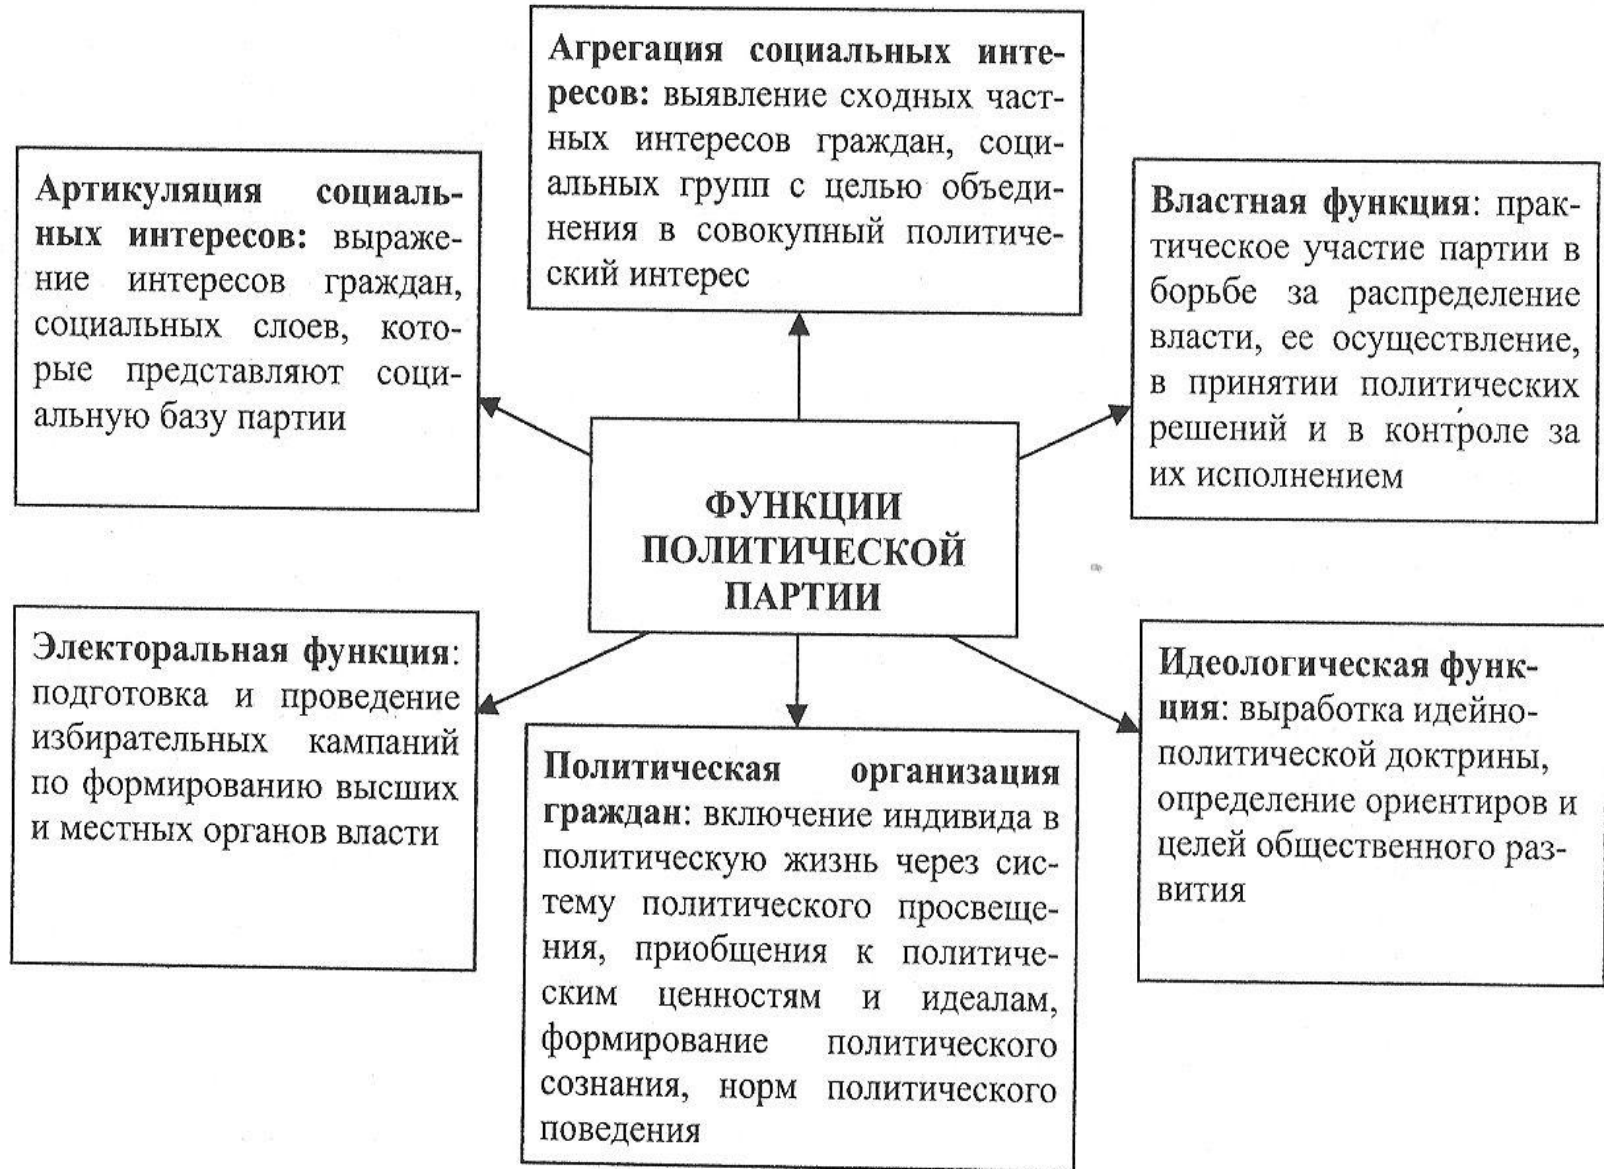 Агрегация социальных инте-
ресов: выявление сходных част-
ных интересов граждан, соци-
альных групп с целью объеди-
нения в совокупный политиче-
ский интерес
Артикуляция социаль-
ных интересов: выраже-
ние интересов граждан,
социальных слоев, кото-
рые представляют соци-
альную базу партии
Властная функция: прак-
тическое участие партии в
борьбе за распределение
власти, ее осуществление,
в принятии политических
решений и в контроле за
их исполнением
ФУНКЦИИ
ПОЛИТИЧЕСКОЙ
ПАРТИИ
Электоральная функция:
подготовка и проведение
избирательных кампаний
по формированию высших
и местных органов власти
Политическая организация
граждан: включение индивида в
политическую жизнь через сис-
тему политического просвеще-
ния, приобщения к политиче-
ским ценностям и идеалам,
формирование политического
сознания, норм политического
поведения
Идеологическая функ-
ция: выработка идейно-
политической доктрины,
определение ориентиров и
целей общественного раз-
вития